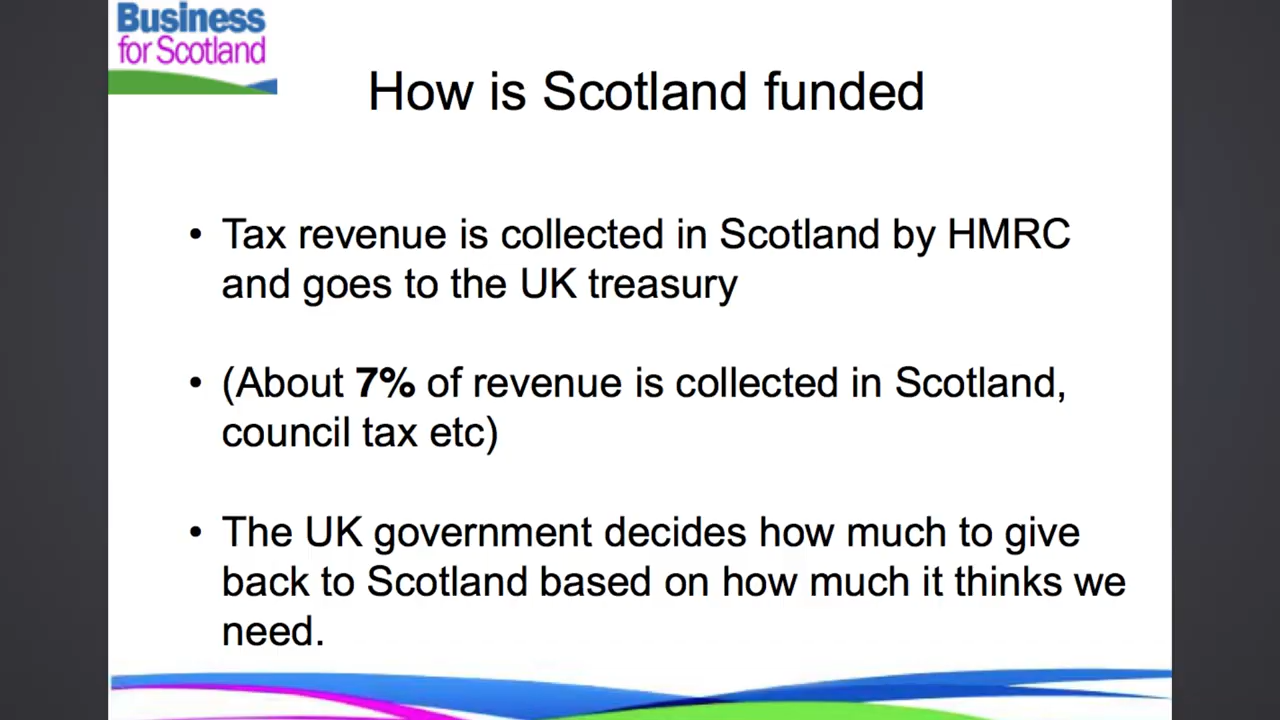 Business
for Scotland
How is Scotland funded
• Tax revenue is collected in Scotland by HMRC
and goes to the UK treasury
• (About 7% of revenue is collected in Scotland,
council tax etc)
• The UK government decides how much to give
back to Scotland based on how much it thinks we
need.